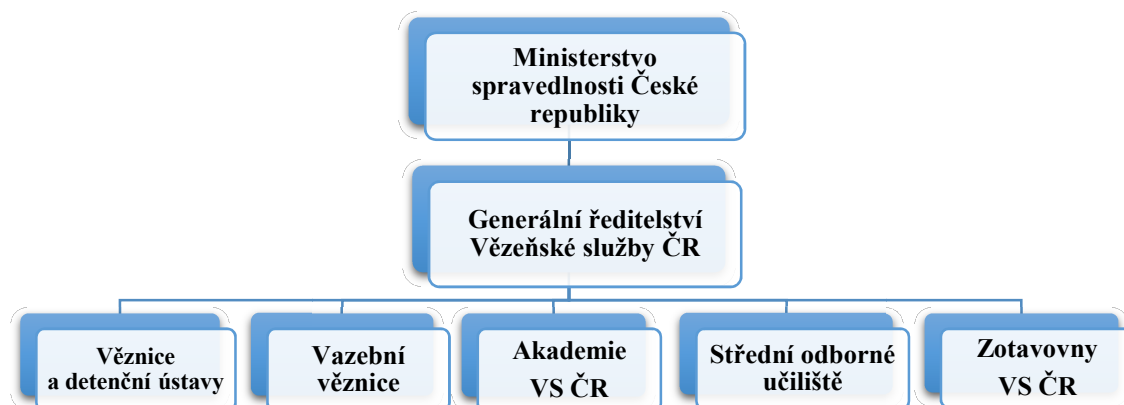 Ministerstvo
spravedlnosti České
republiky
Generální ředitelství
Vězeňské služby ČR
Věznice
a detenční ústavy
Vazební
věznice
Akademie
VS ČR
Střední odborné
učiliště
Zotavovny
VS ČR